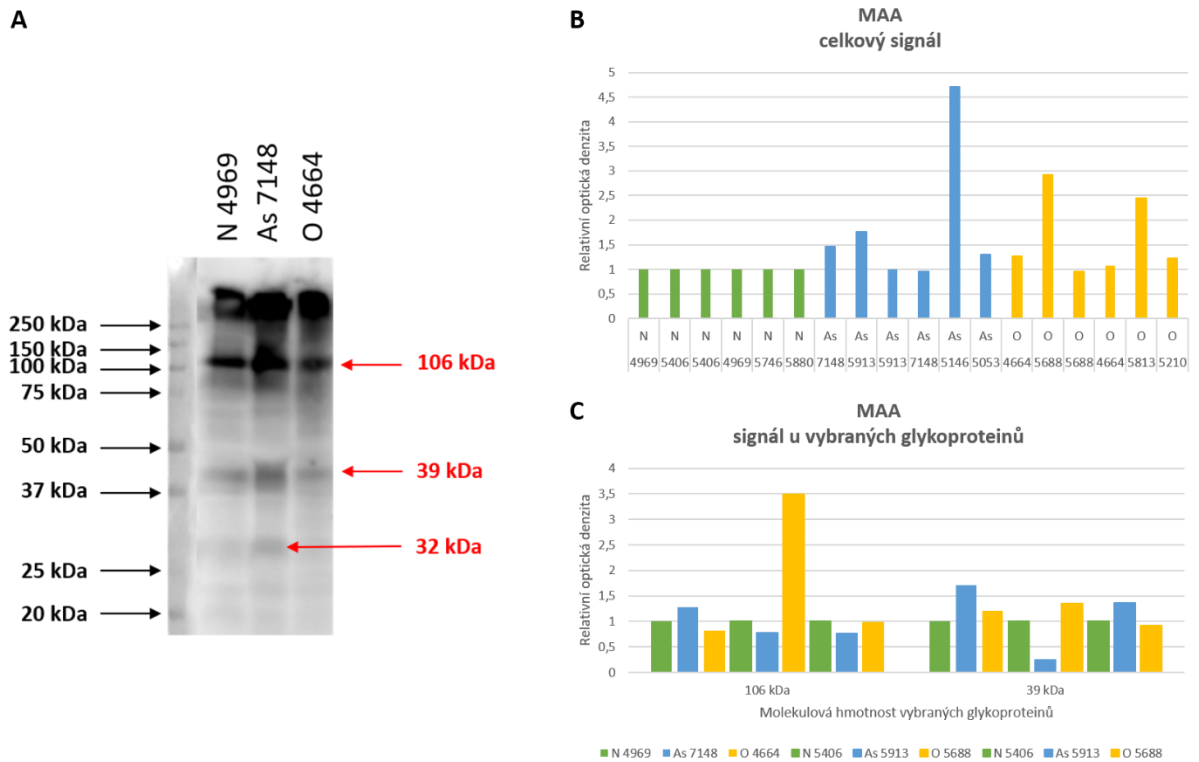 A
N 4969
As 7148
O 4664
250 kDa
150 kDa
100 kDa
75 kDa
50 kDa
37 kDa
25 kDa
20 kDa
106 kDa
39 kDa
32 kDa
B
MAA
celkový signál
Relativní optická denzita
5
4,5
4
3,5
3
2,5
2
1,5
1
0,5
0
N N N N N N As As As As As As O O O O O O
4969 5406 5406 4969 5746 5880 7148 5913 5913 7148 5146 5053 4664 5688 5688 4664 5813 5210
C
MAA
signál u vybraných glykoproteinů
Relativní optická denzita
4
3,5
3
2,5
2
1,5
1
0,5
0
106 kDa 39 kDa
Molekulová hmotnost vybraných glykoproteinů
N 4969 As 7148 O 4664 N 5406 As 5913 O 5688 N 5406 As 5913 O 5688